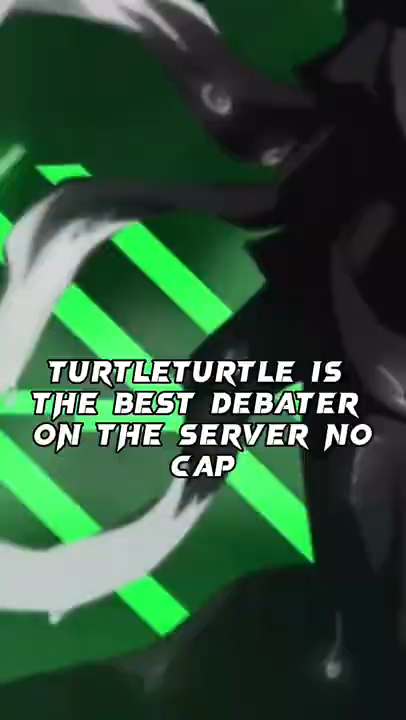 TURTLETURTLE IS
THE BEST DEBATER
ON THE SERVER NO
CAP